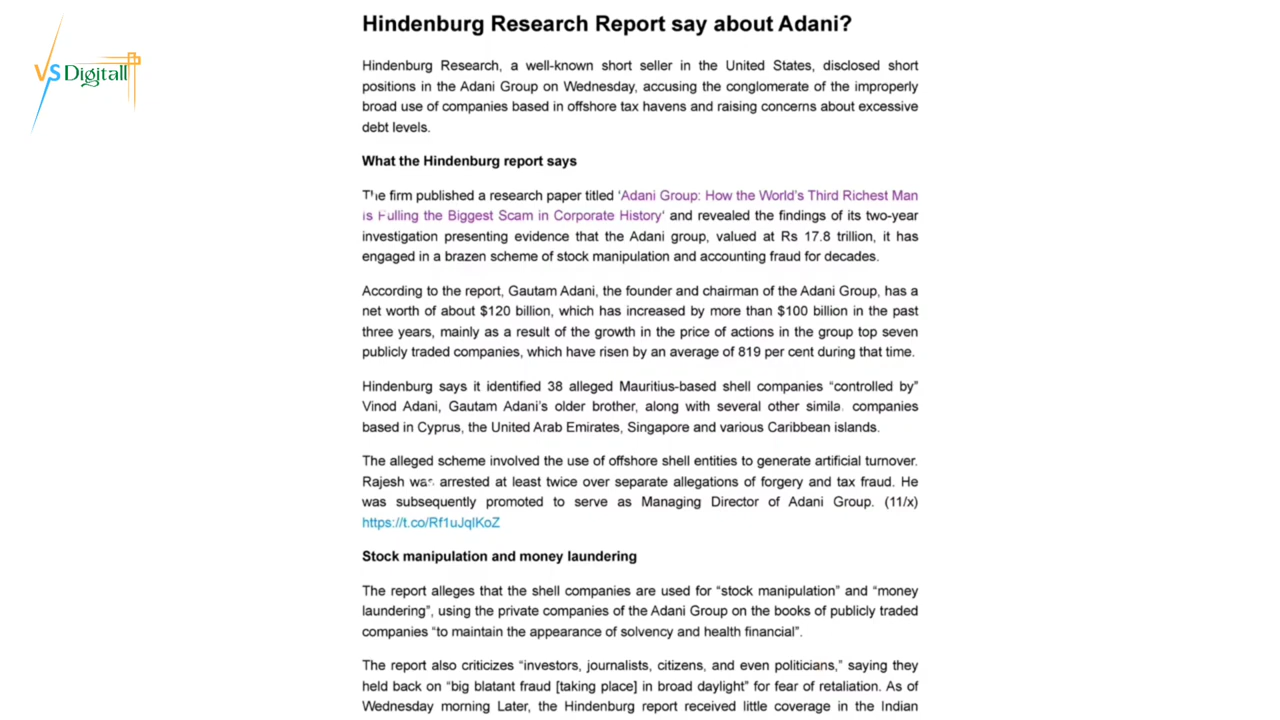 VS Digitall
Hindenburg Research Report say about Adani?
Hindenburg Research, a well-known short seller in the United States, disclosed short
positions in the Adani Group on Wednesday, accusing the conglomerate of the improperly
broad use of companies based in offshore tax havens and raising concerns about excessive
debt levels.
What the Hindenburg report says
The firm published a research paper titled ‘Adani Group: How the World’s Third Richest Man
is Pulling the Biggest Scam in Corporate History‘ and revealed the findings of its two-year
investigation presenting evidence that the Adani group, valued at Rs 17.8 trillion, it has
engaged in a brazen scheme of stock manipulation and accounting fraud for decades.
According to the report, Gautam Adani, the founder and chairman of the Adani Group, has a
net worth of about $120 billion, which has increased by more than $100 billion in the past
three years, mainly as a result of the growth in the price of actions in the group top seven
publicly traded companies, which have risen by an average of 819 per cent during that time.
Hindenburg says it identified 38 alleged Mauritius-based shell companies “controlled by”
Vinod Adani, Gautam Adani’s older brother, along with several other similar companies
based in Cyprus, the United Arab Emirates, Singapore and various Caribbean islands.
The alleged scheme involved the use of offshore shell entities to generate artificial turnover.
Rajesh was arrested at least twice over separate allegations of forgery and tax fraud. He
was subsequently promoted to serve as Managing Director of Adani Group. (11/x)
https://t.co/Rf1uJqlKoZ
Stock manipulation and money laundering
The report alleges that the shell companies are used for “stock manipulation” and “money
laundering”, using the private companies of the Adani Group on the books of publicly traded
companies “to maintain the appearance of solvency and health financial”.
The report also criticizes “investors, journalists, citizens, and even politicians,” saying they
held back on “big blatant fraud [taking place] in broad daylight” for fear of retaliation. As of
Wednesday morning Later, the Hindenburg report received little coverage in the Indian